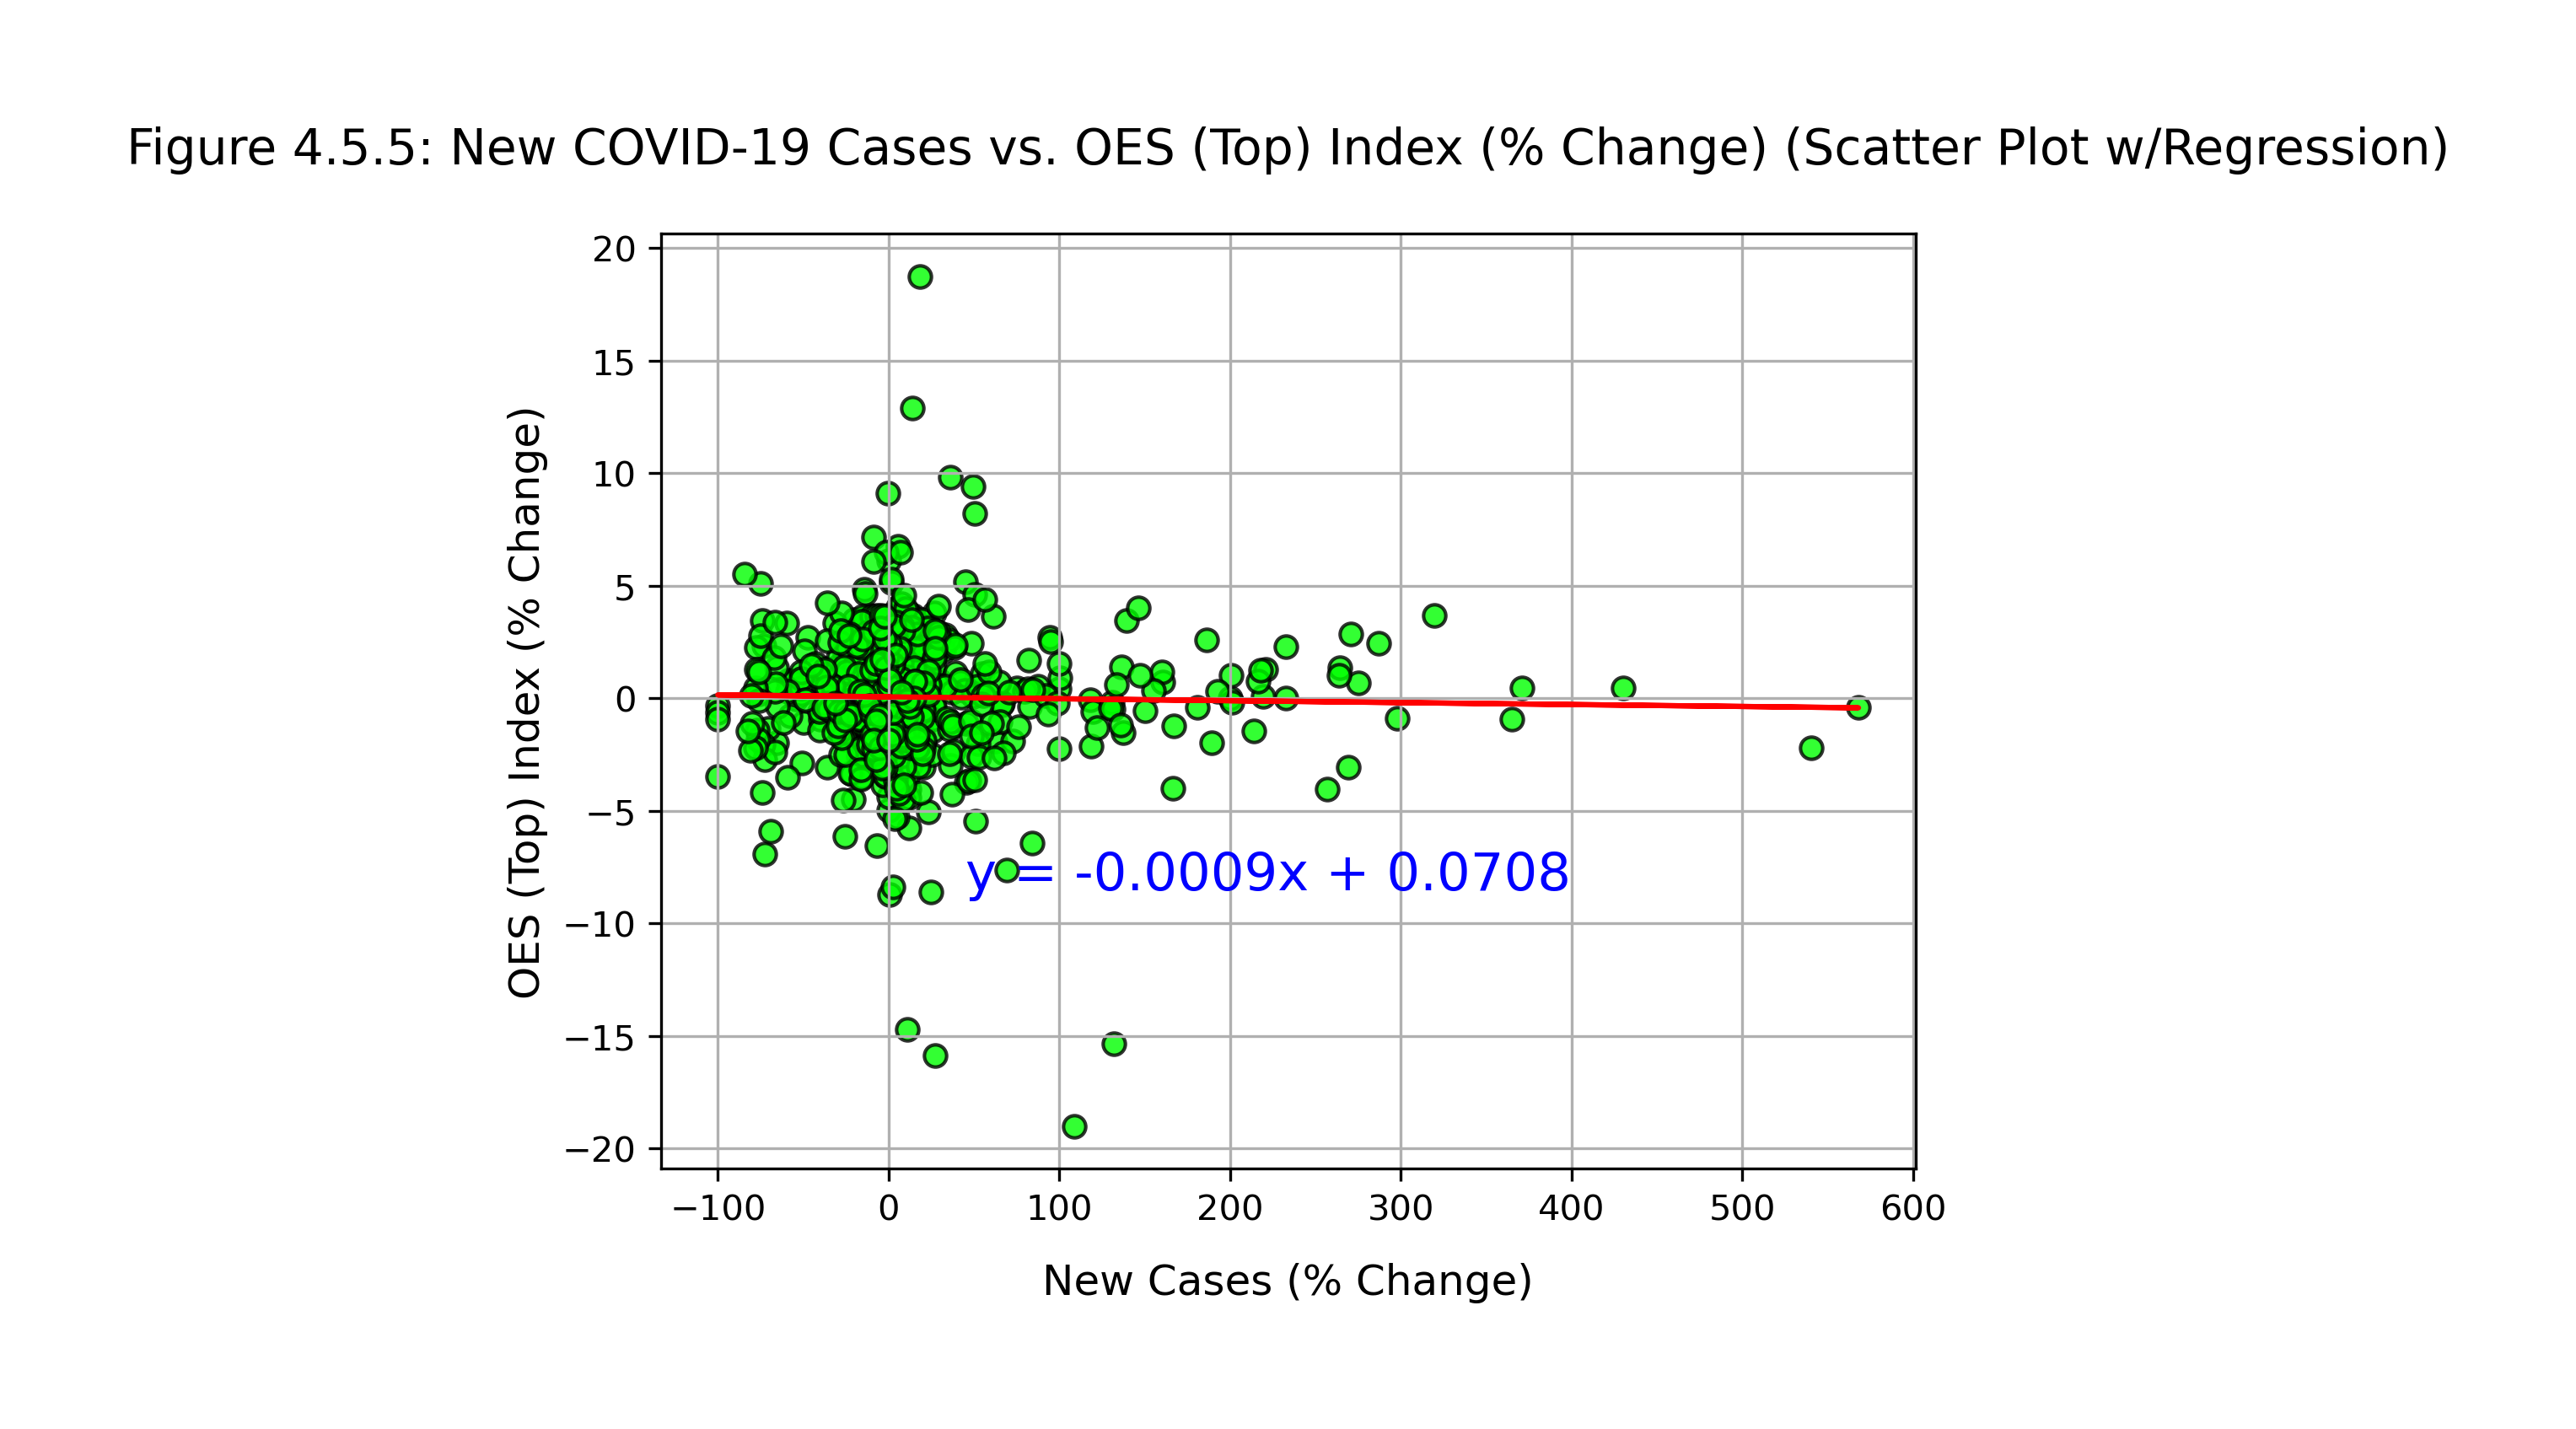 Figure 4.5.5: New COVID-19 Cases vs. OES (Top) Index (% Change) (Scatter Plot w/Regression)
OES (Top) Index (% Change)
20
15
10
5
0
−5
−10
−15
−20
y = -0.0009x + 0.0708
−100 0 100 200 300 400 500 600
New Cases (% Change)